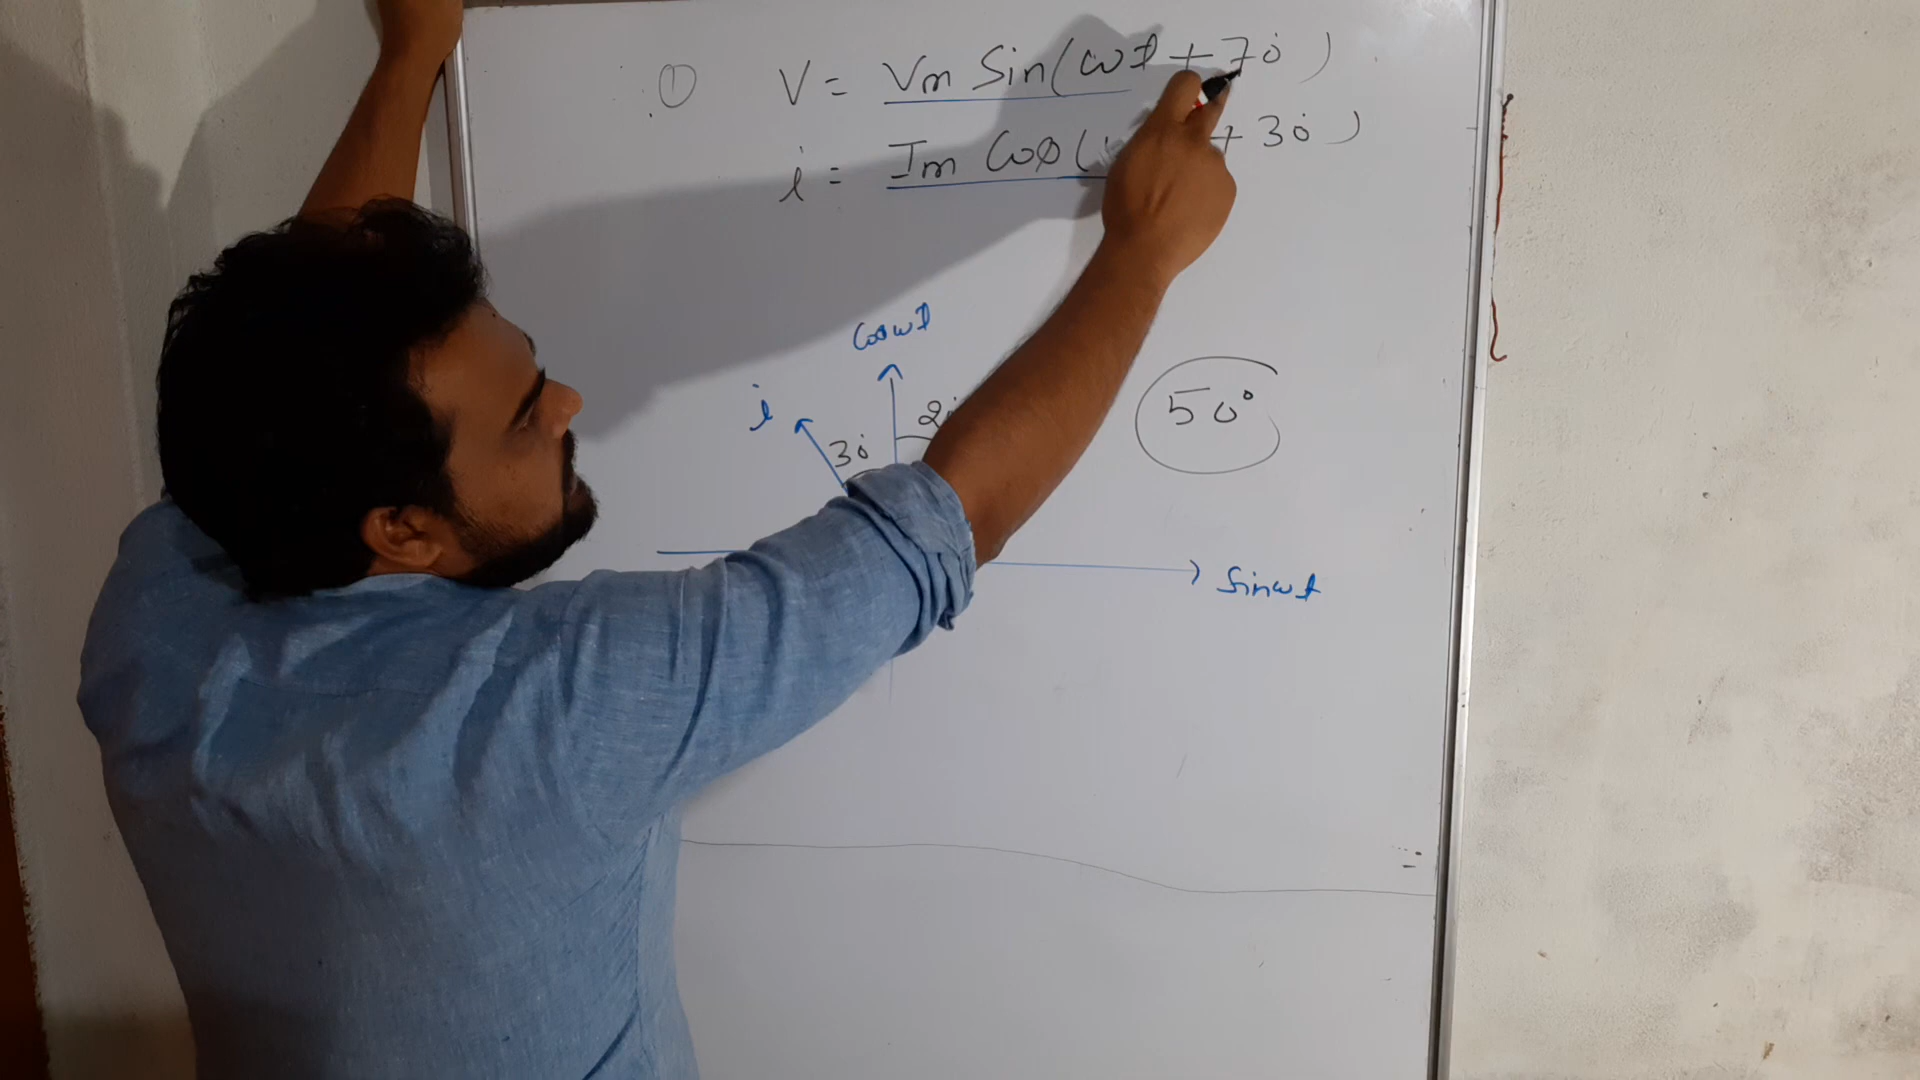 ① V = Vm Sin(ωt + 70°)
i = Im Cos( + 30°)
Cosωt
i
30°
50°
Sinωt